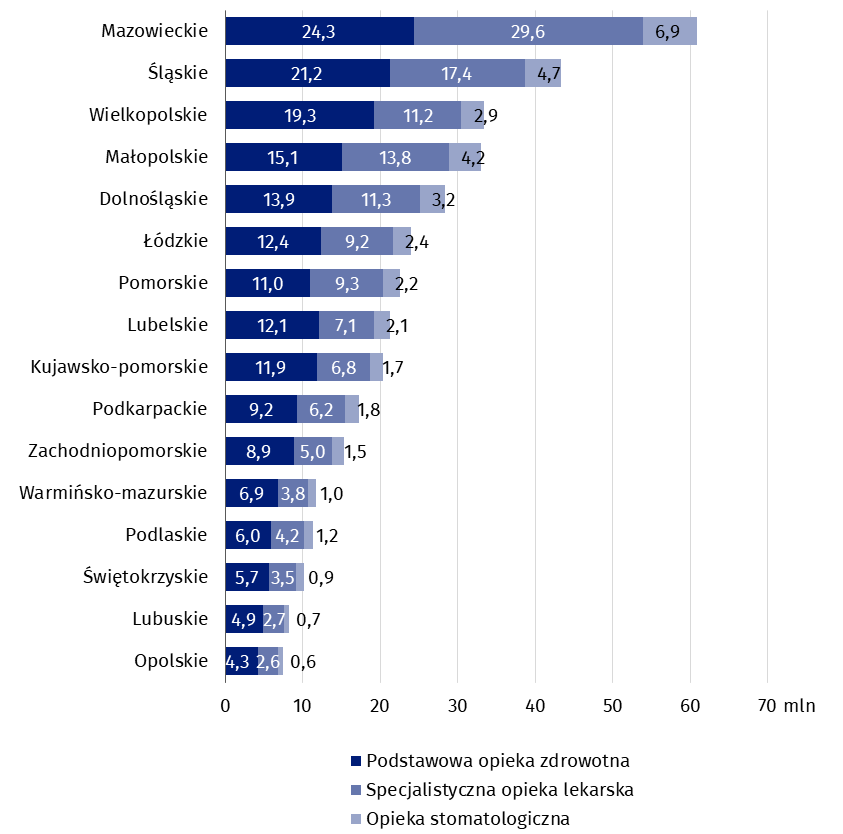 Mazowieckie 24,3 29,6 6,9
Śląskie 21,2 17,4 4,7
Wielkopolskie 19,3 11,2 2,9
Małopolskie 15,1 13,8 4,2
Dolnośląskie 13,9 11,3 3,2
Łódzkie 12,4 9,2 2,4
Pomorskie 11,0 9,3 2,2
Lubelskie 12,1 7,1 2,1
Kujawsko-pomorskie 11,9 6,8 1,7
Podkarpackie 9,2 6,2 1,8
Zachodniopomorskie 8,9 5,0 1,5
Warmińsko-mazurskie 6,9 3,8 1,0
Podlaskie 6,0 4,2 1,2
Świętokrzyskie 5,7 3,5 0,9
Lubuskie 4,9 2,7 0,7
Opolskie 4,3 2,6 0,6
0 10 20 30 40 50 60 70 mln
Podstawowa opieka zdrowotna
Specjalistyczna opieka lekarska
Opieka stomatologiczna